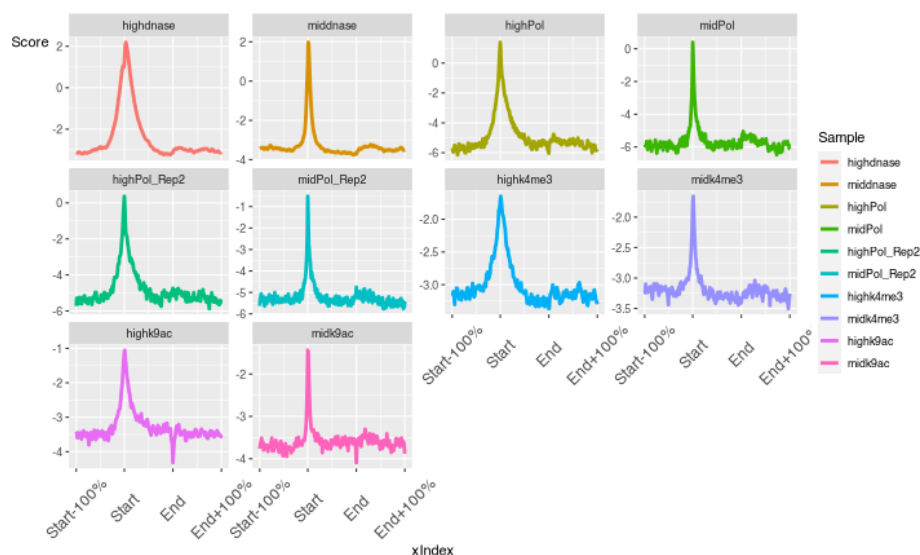 highdnase middnase highPol midPol
Score
2
0
-2
2
0
-2
-4
0
-2
-4
-6
0
-2
-4
-6
Sample
highdnase
middnase
highPol
midPol
highPol_Rep2
midPol_Rep2
highk4me3
midk4me3
highk9ac
midk9ac
highPol_Rep2 midPol_Rep2 highk4me3 midk4me3
0
-2
-4
-6
-1
-2
-3
-4
-5
-6
-2.0
-2.5
-3.0
-2.0
-2.5
-3.0
-3.5
Start-100% Start End End+100%
Start-100% Start End End+100°
highk9ac midk9ac
-1
-2
-3
-4
-2
-3
-4
Start-100% Start End End+100%
Start-100% Start End End+100%
xIndex